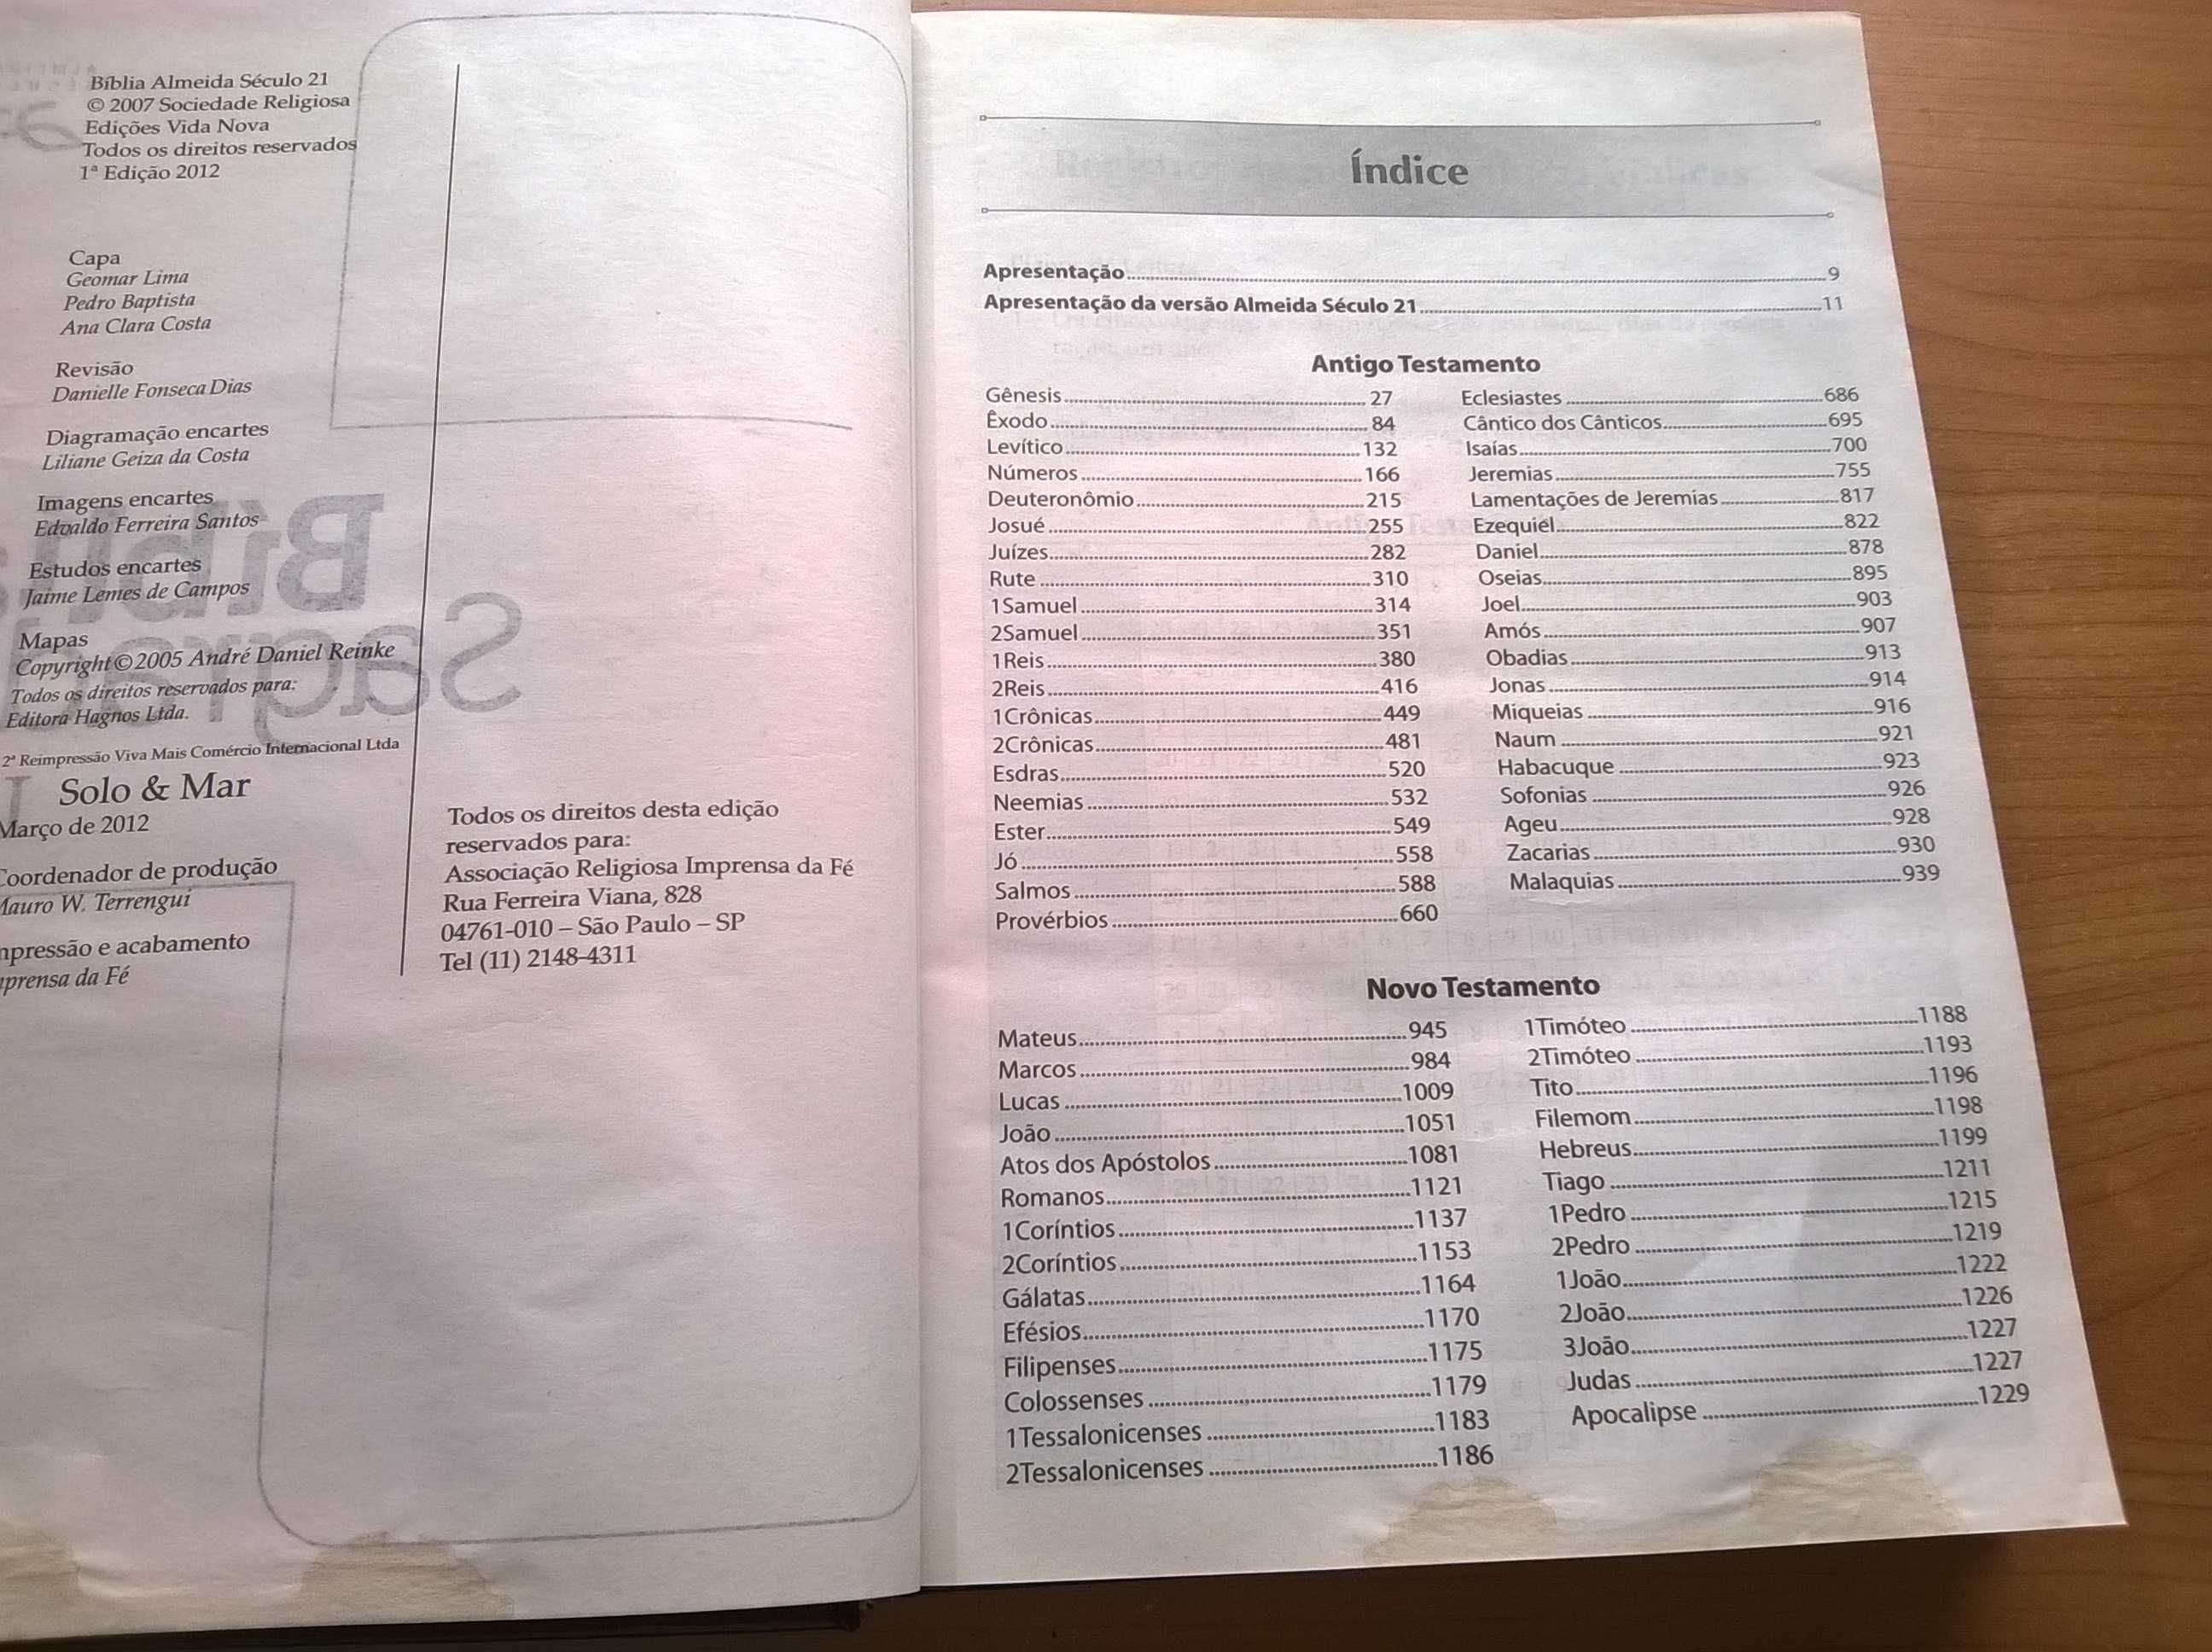 Bíblia Almeida Século 21
© 2007 Sociedade Religiosa
Edições Vida Nova
Todos os direitos reservados
1ª Edição 2012
Capa
Geomar Lima
Pedro Baptista
Ana Clara Costa
Revisão
Danielle Fonseca Dias
Diagramação encartes
Liliane Geiza da Costa
Imagens encartes
Edvaldo Ferreira Santos
Estudos encartes
Jaime Lemes de Campos
Mapas
Copyright © 2005 André Daniel Reinke
Todos os direitos reservados para:
Editora Hagnos Ltda.
2ª Reimpressão Viva Mais Comércio Internacional Ltda
Solo & Mar
Março de 2012
Coordenador de produção
Mauro W. Terrengui
mpressão e acabamento
mprensa da Fé
Todos os direitos desta edição
reservados para:
Associação Religiosa Imprensa da Fé
Rua Ferreira Viana, 828
04761-010 – São Paulo – SP
Tel (11) 2148-4311
Índice
Apresentação 9
Apresentação da versão Almeida Século 21 11
Antigo Testamento
Gênesis 27
Êxodo 84
Levítico 132
Números 166
Deuteronômio 215
Josué 255
Juízes 282
Rute 310
1Samuel 314
2Samuel 351
1Reis 380
2Reis 416
1Crônicas 449
2Crônicas 481
Esdras 520
Neemias 532
Ester 549
Jó 558
Salmos 588
Provérbios 660
Eclesiastes 686
Cântico dos Cânticos 695
Isaías 700
Jeremias 755
Lamentações de Jeremias 817
Ezequiel 822
Daniel 878
Oseias 895
Joel 903
Amós 907
Obadias 913
Jonas 914
Miqueias 916
Naum 921
Habacuque 923
Sofonias 926
Ageu 928
Zacarias 930
Malaquias 939
Novo Testamento
Mateus 945
Marcos 984
Lucas 1009
João 1051
Atos dos Apóstolos 1081
Romanos 1121
1Coríntios 1137
2Coríntios 1153
Gálatas 1164
Efésios 1170
Filipenses 1175
Colossenses 1179
1Tessalonicenses 1183
2Tessalonicenses 1186
1Timóteo 1188
2Timóteo 1193
Tito 1196
Filemom 1198
Hebreus 1199
Tiago 1211
1Pedro 1215
2Pedro 1219
1João 1222
2João 1226
3João 1227
Judas 1227
Apocalipse 1229